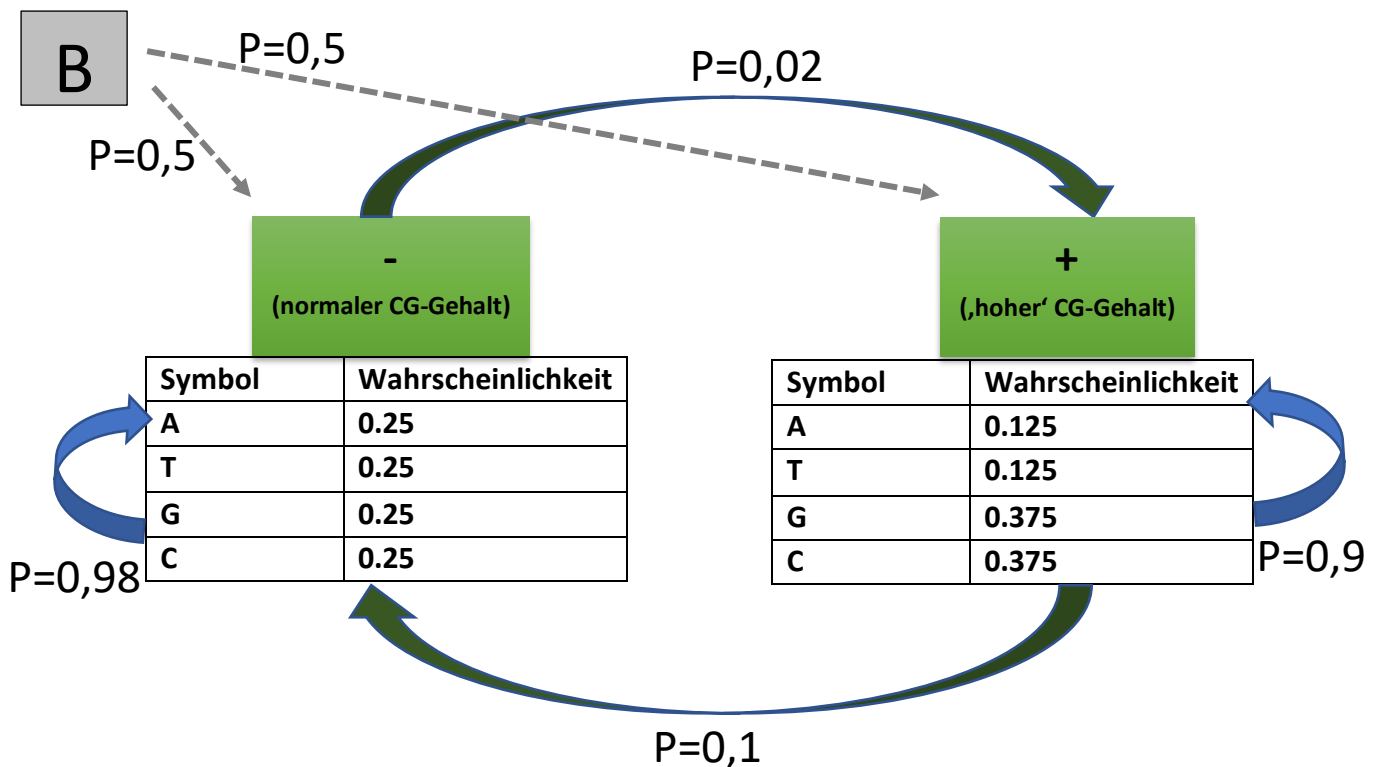 B
P=0,5
P=0,02
P=0,5
-
(normaler CG-Gehalt)
+
(‚hoher‘ CG-Gehalt)
Symbol Wahrscheinlichkeit
A 0.25
T 0.25
G 0.25
C 0.25
P=0,98
Symbol Wahrscheinlichkeit
A 0.125
T 0.125
G 0.375
C 0.375
P=0,9
P=0,1